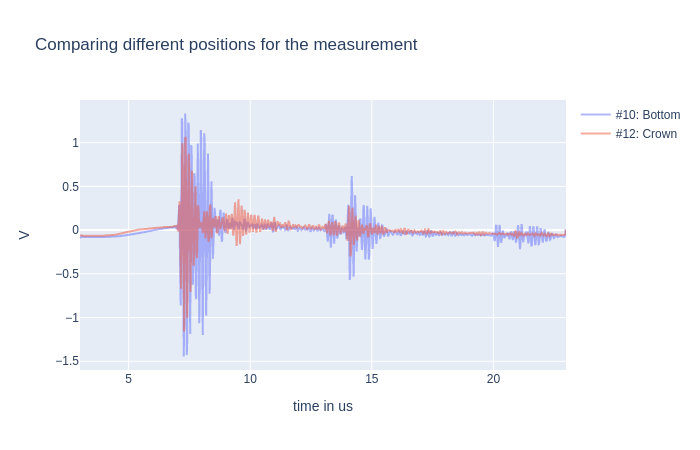 Comparing different positions for the measurement
#10: Bottom
#12: Crown
1
0.5
0
−0.5
−1
−1.5
V
5
10
15
20
time in us